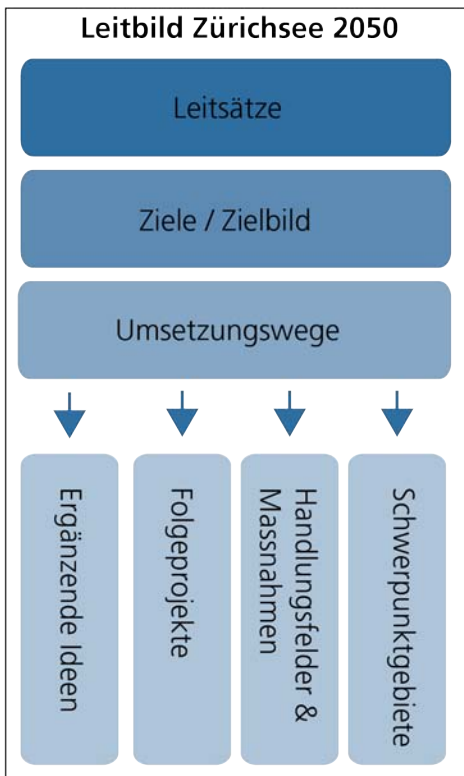 Leitbild Zürichsee 2050
Leitsätze
Ziele / Zielbild
Umsetzungswege
Ergänzende Ideen
Folgeprojekte
Handlungsfelder &
Massnahmen
Schwerpunktgebiete